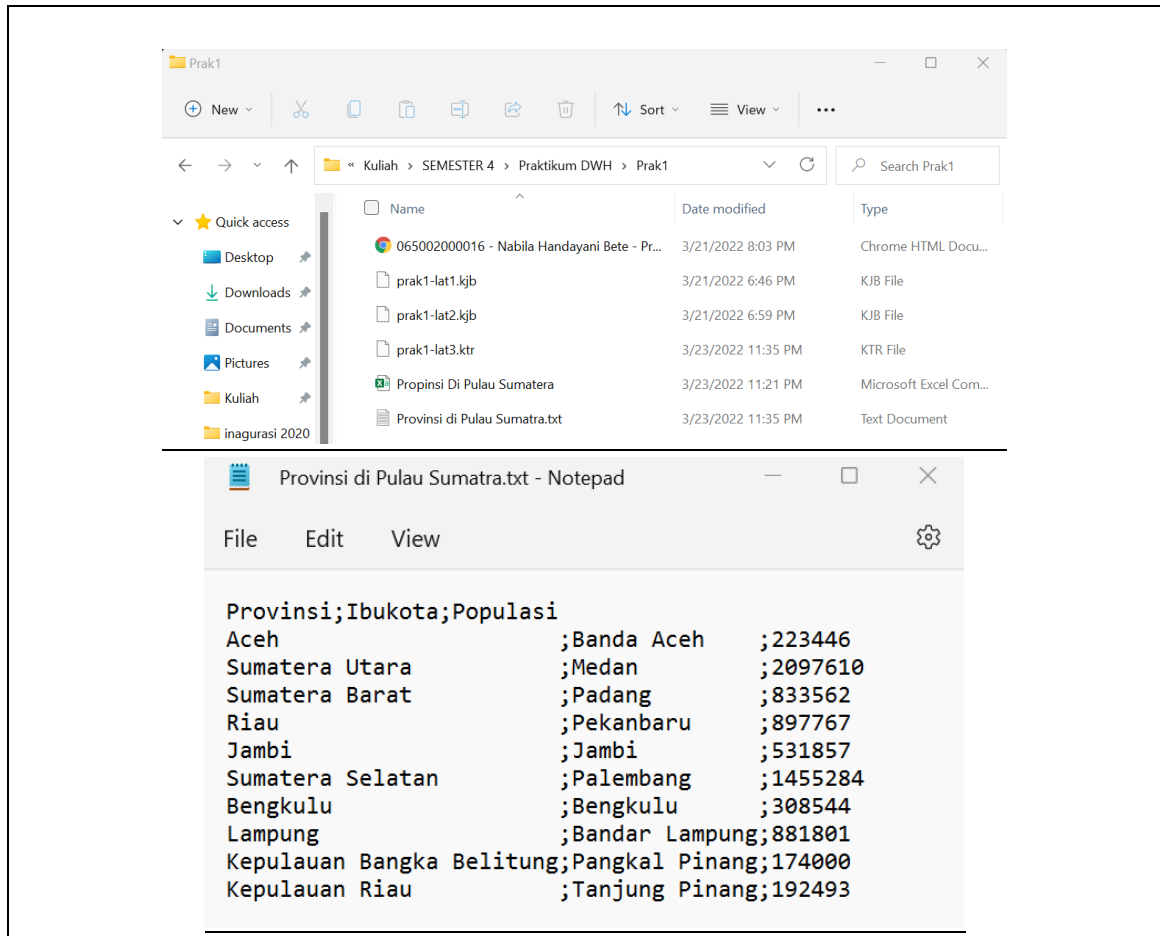 Prak1
New Sort View ...
« Kuliah > SEMESTER 4 > Praktikum DWH > Prak1 Search Prak1
Name Date modified Type
Quick access
Desktop
Downloads
Documents
Pictures
Kuliah
inagurasi 2020
065002000016 - Nabila Handayani Bete - Pr... 3/21/2022 8:03 PM Chrome HTML Docu...
prak1-lat1.kjb 3/21/2022 6:46 PM KJB File
prak1-lat2.kjb 3/21/2022 6:59 PM KJB File
prak1-lat3.ktr 3/23/2022 11:35 PM KTR File
Propinsi Di Pulau Sumatera 3/23/2022 11:21 PM Microsoft Excel Com...
Provinsi di Pulau Sumatra.txt 3/23/2022 11:35 PM Text Document
Provinsi di Pulau Sumatra.txt - Notepad
File Edit View
Provinsi;Ibukota;Populasi
Aceh                     ;Banda Aceh    ;223446
Sumatera Utara           ;Medan         ;2097610
Sumatera Barat           ;Padang        ;833562
Riau                     ;Pekanbaru     ;897767
Jambi                    ;Jambi         ;531857
Sumatera Selatan         ;Palembang     ;1455284
Bengkulu                 ;Bengkulu      ;308544
Lampung                  ;Bandar Lampung;881801
Kepulauan Bangka Belitung;Pangkal Pinang;174000
Kepulauan Riau           ;Tanjung Pinang;192493